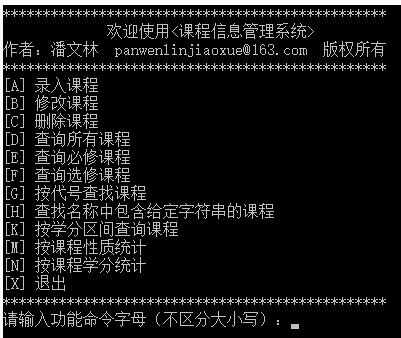 ************************************************
欢迎使用<课程信息管理系统>
作者：潘文林  panwenlinjiaoxue@163.com  版权所有
************************************************
[A] 录入课程
[B] 修改课程
[C] 删除课程
[D] 查询所有课程
[E] 查询必修课程
[F] 查询选修课程
[G] 按代号查找课程
[H] 查找名称中包含给定字符串的课程
[K] 按学分区间查询课程
[M] 按课程性质统计
[N] 按课程学分统计
[X] 退出
************************************************
请输入功能命令字母（不区分大小写）：